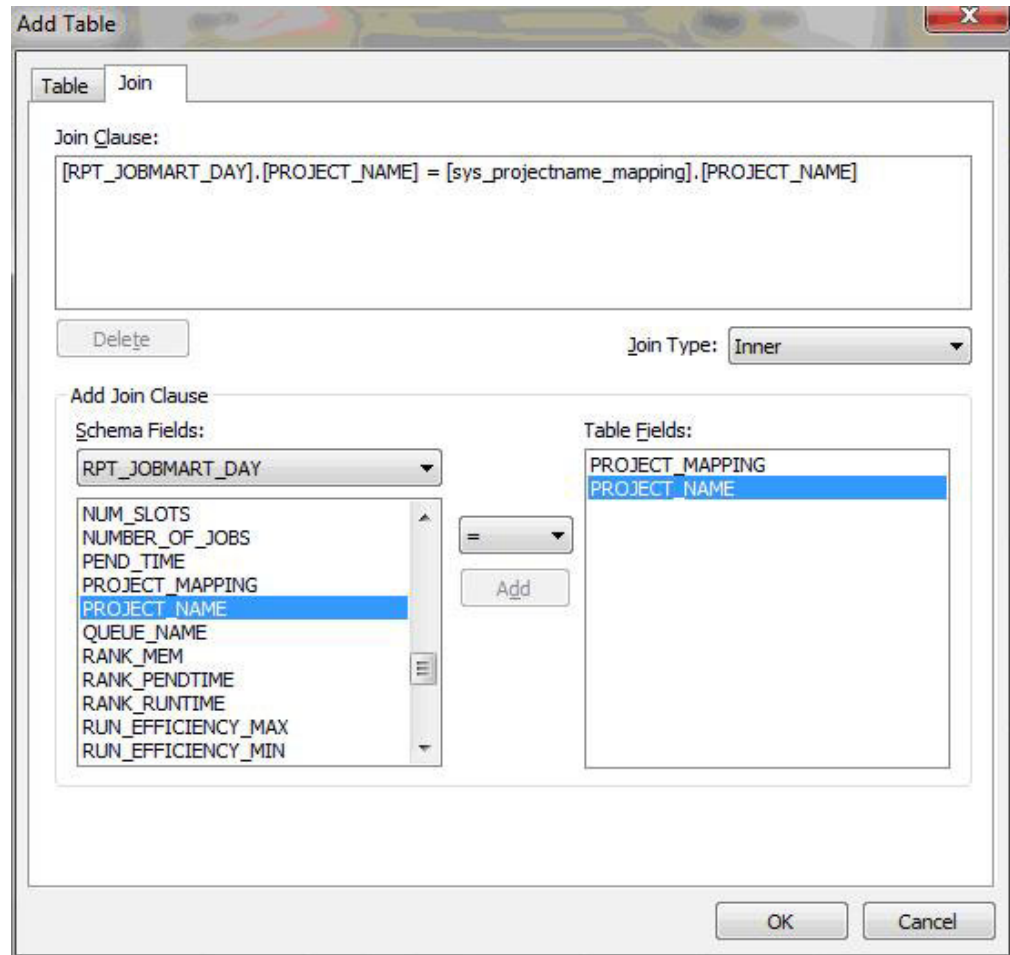 Add Table
Table Join
Join Clause:
[RPT_JOBMART_DAY].[PROJECT_NAME] = [sys_projectname_mapping].[PROJECT_NAME]
Delete
Join Type: Inner
Add Join Clause
Schema Fields:
RPT_JOBMART_DAY
NUM_SLOTS
NUMBER_OF_JOBS
PEND_TIME
PROJECT_MAPPING
PROJECT_NAME
QUEUE_NAME
RANK_MEM
RANK_PENDTIME
RANK_RUNTIME
RUN_EFFICIENCY_MAX
RUN_EFFICIENCY_MIN
=
Add
Table Fields:
PROJECT_MAPPING
PROJECT_NAME
OK Cancel